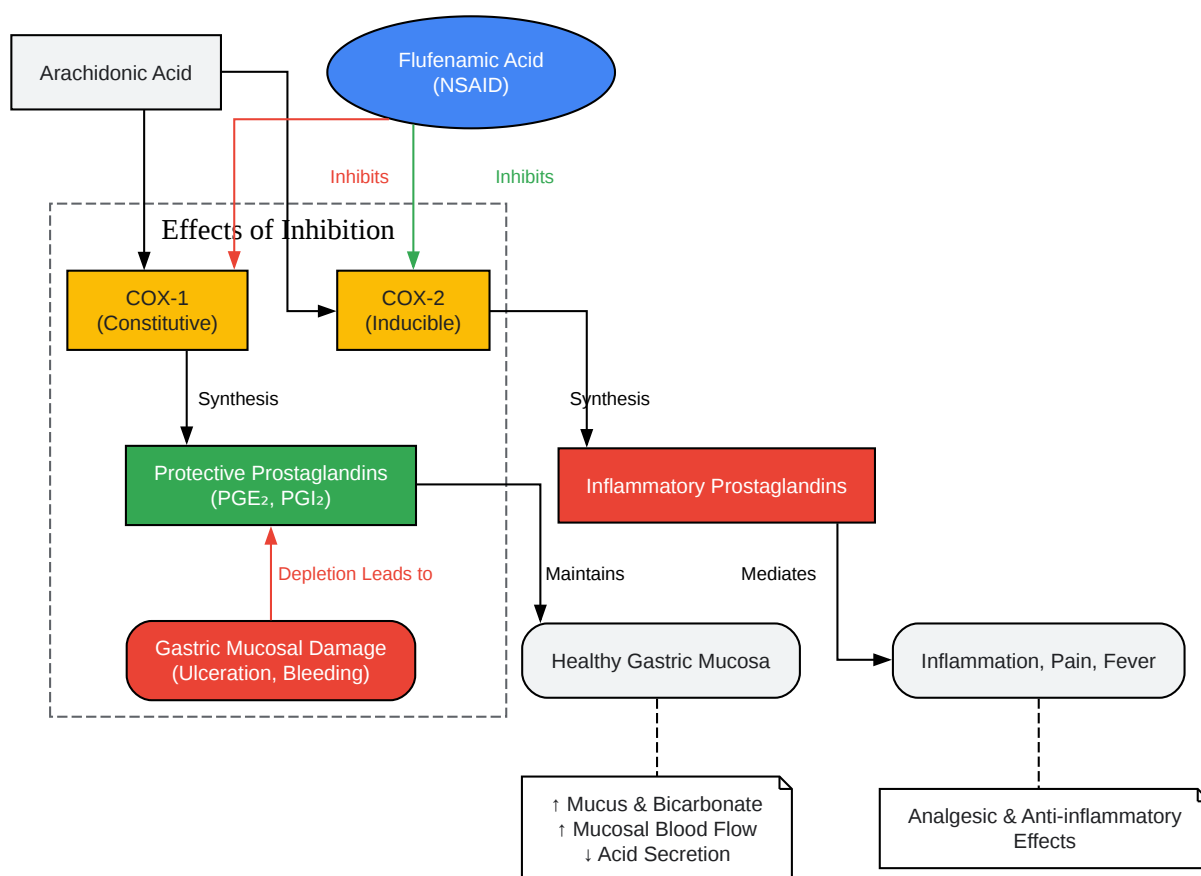 Arachidonic Acid
Flufenamic Acid
(NSAID)
Inhibits
Inhibits
Effects of Inhibition
COX-1
(Constitutive)
COX-2
(Inducible)
Synthesis
Synthesis
Protective Prostaglandins
(PGE₂, PGI₂)
Inflammatory Prostaglandins
Depletion Leads to
Maintains
Mediates
Gastric Mucosal Damage
(Ulceration, Bleeding)
Healthy Gastric Mucosa
Inflammation, Pain, Fever
↑ Mucus & Bicarbonate
↑ Mucosal Blood Flow
↓ Acid Secretion
Analgesic & Anti-inflammatory
Effects